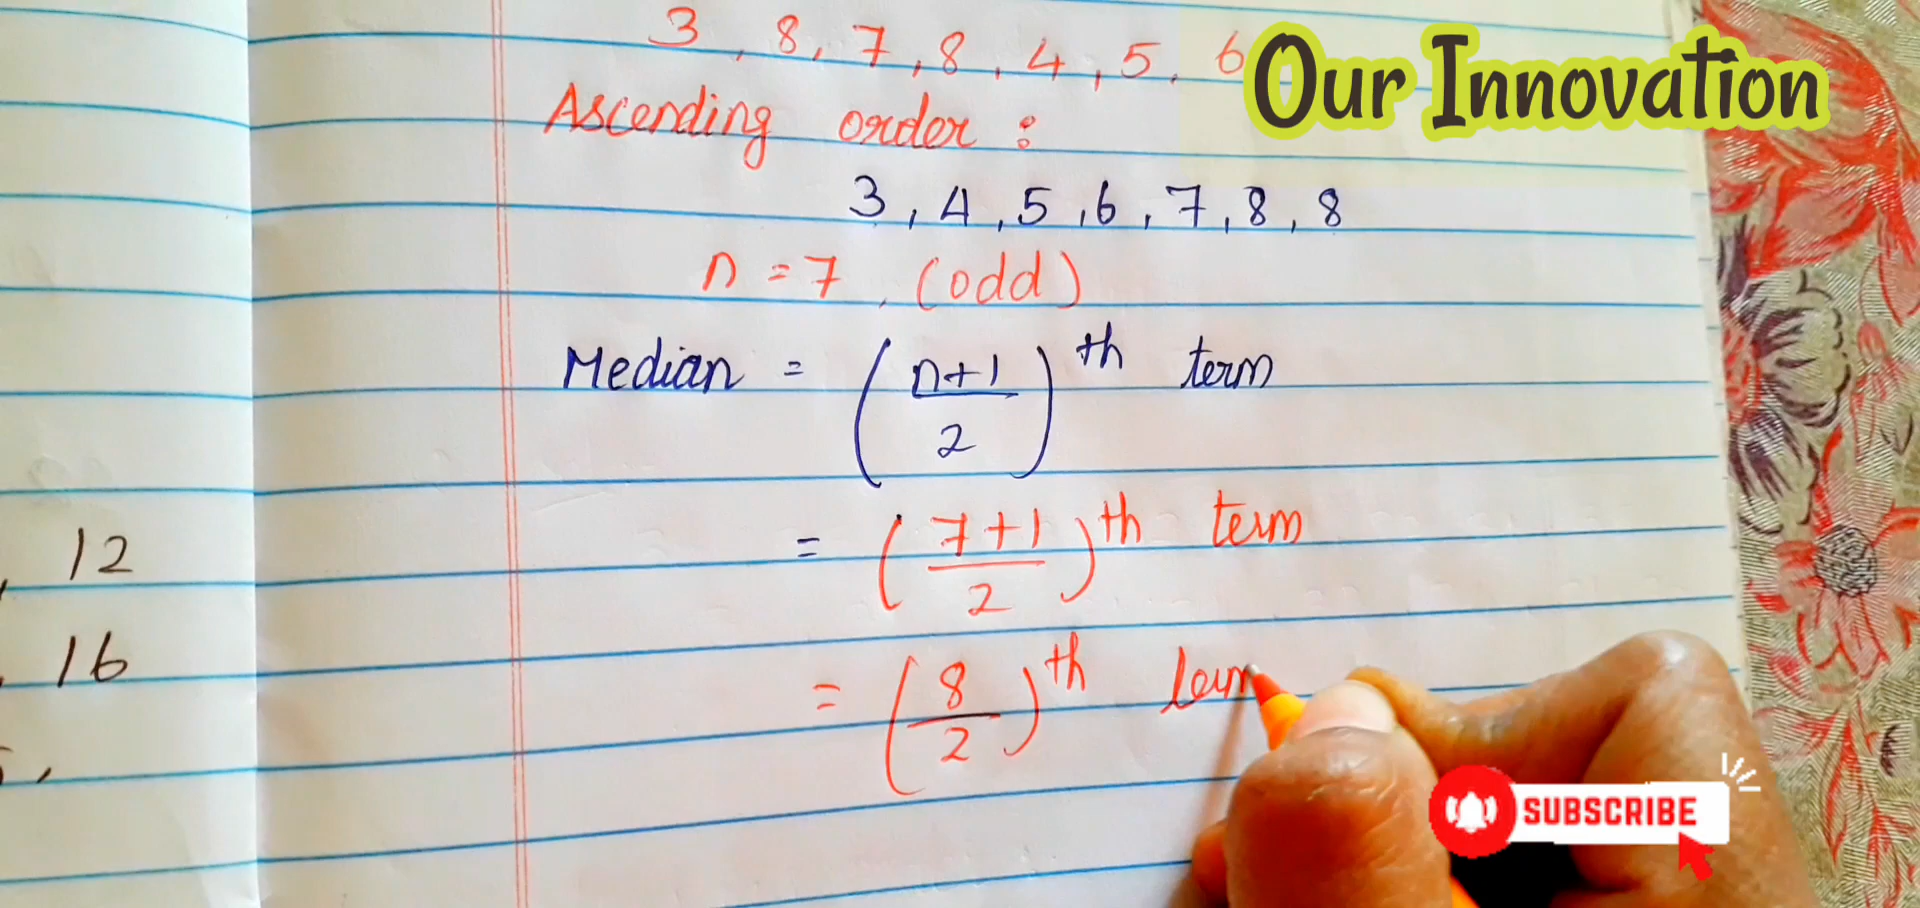 3, 8, 7, 8, 4, 5, 6
Our Innovation
Ascending order :
3, 4, 5, 6, 7, 8, 8
n = 7, (odd)
Median = (n+1/2)th term
= (7+1/2)th term
, 12
= (8/2)th term
16
SUBSCRIBE